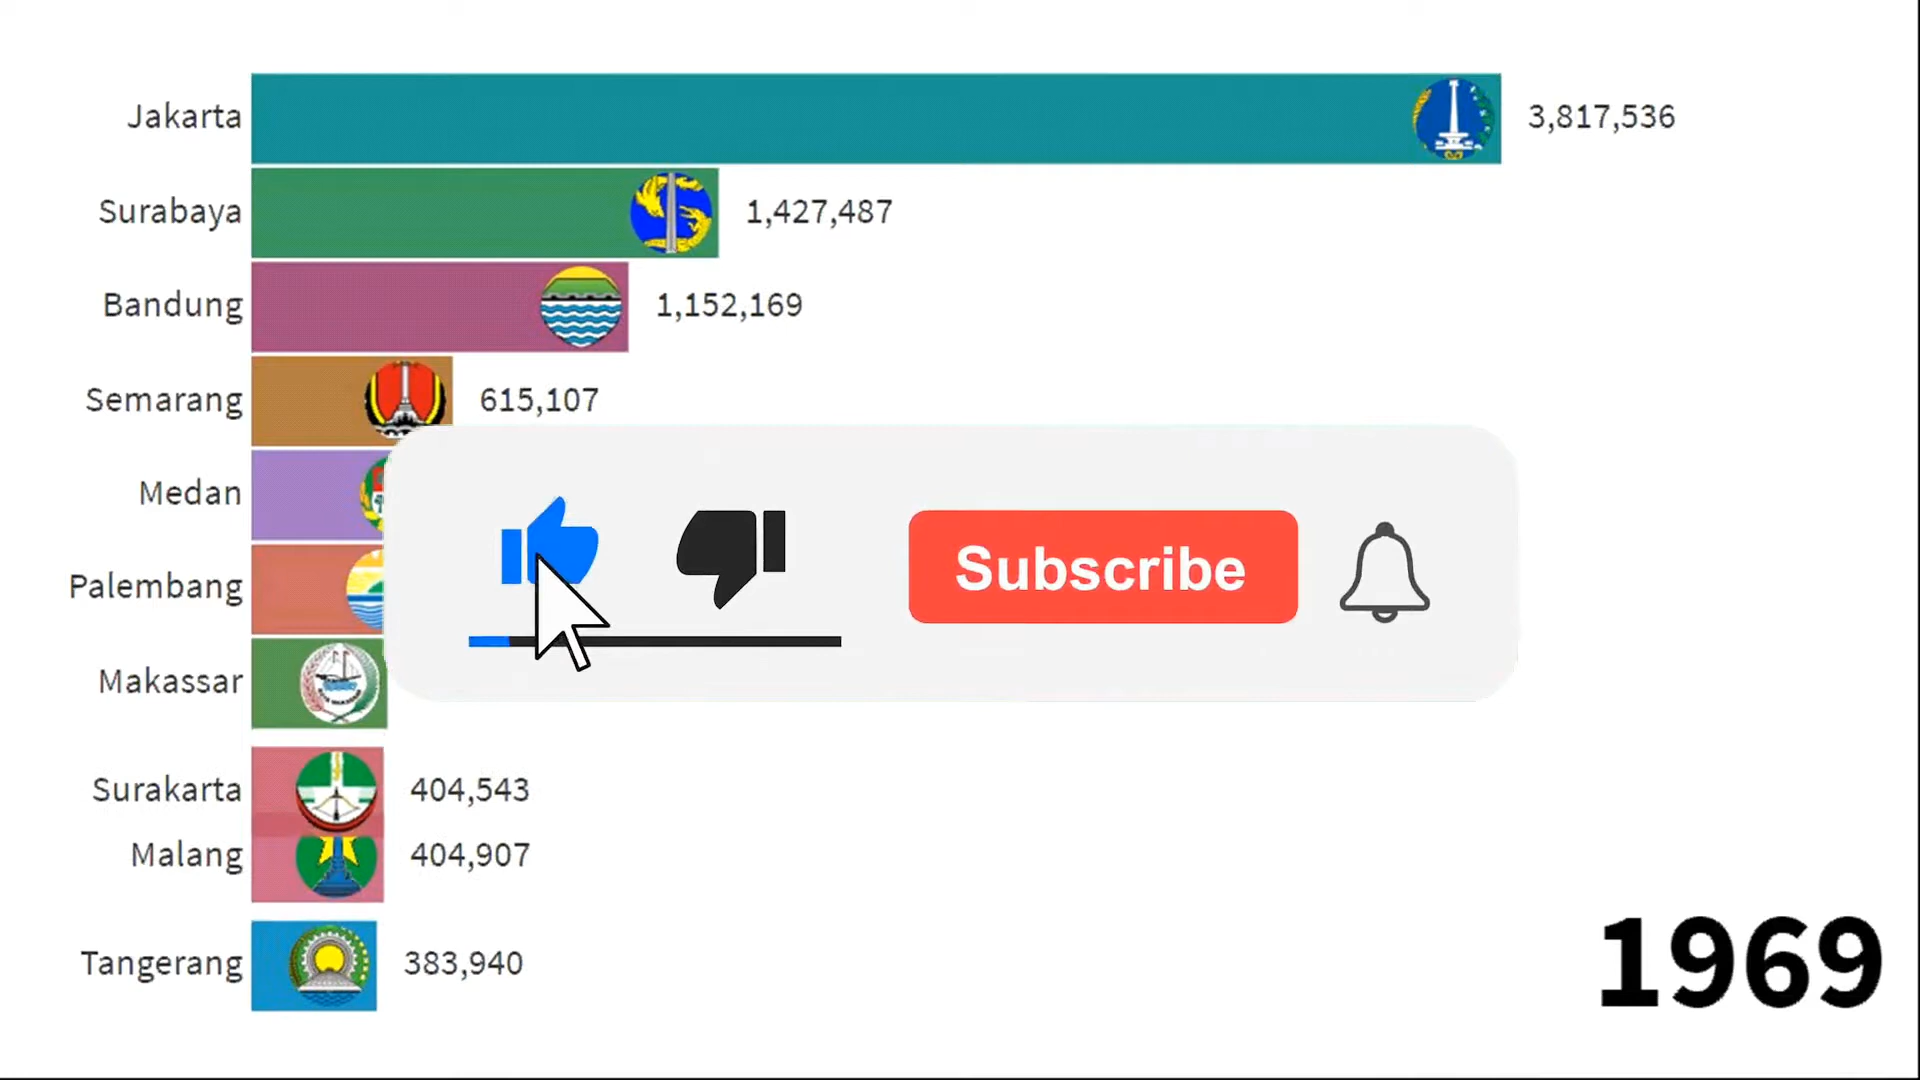 Jakarta 3,817,536
Surabaya 1,427,487
Bandung 1,152,169
Semarang 615,107
Medan
Palembang
Subscribe
Makassar
Surakarta 404,543
Malang 404,907
Tangerang 383,940
1969